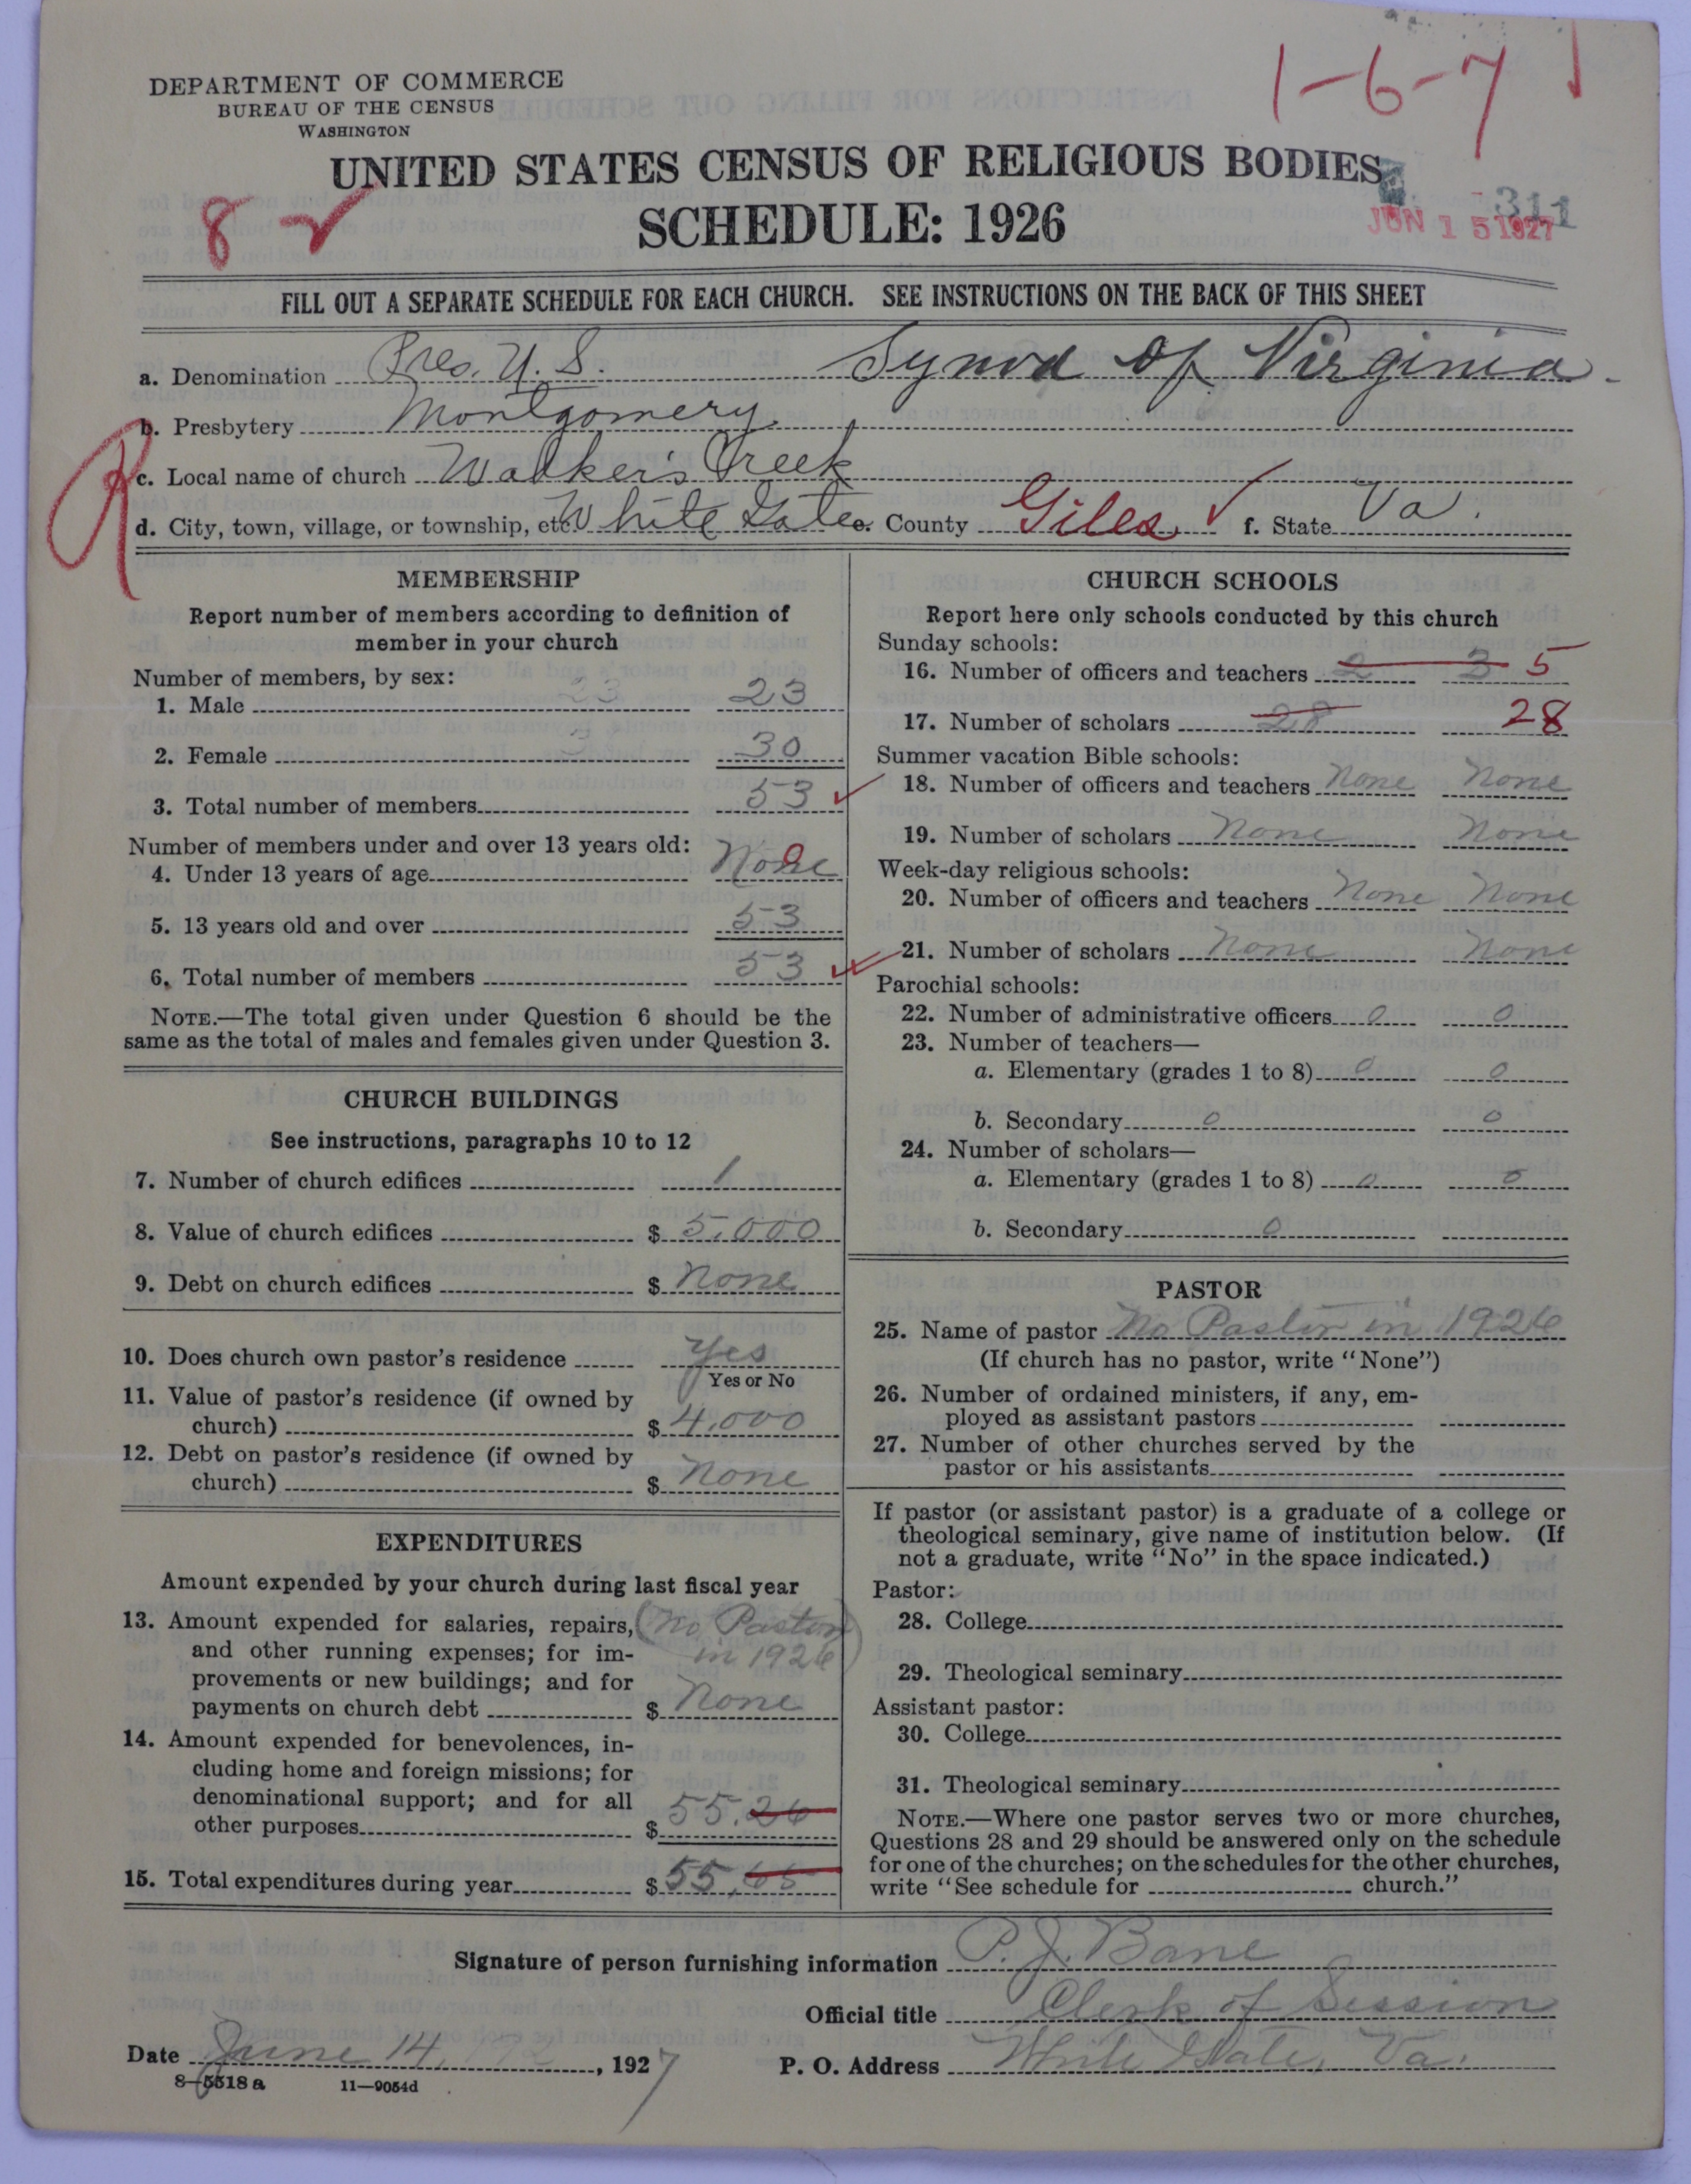 1-6-7
DEPARTMENT OF COMMERCE
BUREAU OF THE CENSUS
WASHINGTON
UNITED STATES CENSUS OF RELIGIOUS BODIES
SCHEDULE: 1926
8
311
JUN 15 1927
FILL OUT A SEPARATE SCHEDULE FOR EACH CHURCH. SEE INSTRUCTIONS ON THE BACK OF THIS SHEET
a. Denomination Pres. U. S. Synod of Virginia
b. Presbytery Montgomery
R
c. Local name of church Walker's Creek
d. City, town, village, or township, etc. White Gate e. County Giles f. State Va.
MEMBERSHIP
Report number of members according to definition of
member in your church
Number of members, by sex:
1. Male 23 23
2. Female 30
3. Total number of members 53
Number of members under and over 13 years old:
4. Under 13 years of age None 0
5. 13 years old and over 53
6. Total number of members 53
NOTE.—The total given under Question 6 should be the
same as the total of males and females given under Question 3.
CHURCH BUILDINGS
See instructions, paragraphs 10 to 12
7. Number of church edifices 1
8. Value of church edifices $ 5,000
9. Debt on church edifices $ None
10. Does church own pastor's residence Yes
Yes or No
11. Value of pastor's residence (if owned by
church) $ 4,000
12. Debt on pastor's residence (if owned by
church) $ None
EXPENDITURES
Amount expended by your church during last fiscal year
13. Amount expended for salaries, repairs, (No Pastor
and other running expenses; for im- in 1926)
provements or new buildings; and for
payments on church debt $ None
14. Amount expended for benevolences, in-
cluding home and foreign missions; for
denominational support; and for all
other purposes $ 55.26
15. Total expenditures during year $ 55.
CHURCH SCHOOLS
Report here only schools conducted by this church
Sunday schools:
16. Number of officers and teachers 2 3 5
17. Number of scholars 28 28
Summer vacation Bible schools:
18. Number of officers and teachers None None
19. Number of scholars None None
Week-day religious schools:
20. Number of officers and teachers None None
21. Number of scholars None None
Parochial schools:
22. Number of administrative officers 0 0
23. Number of teachers—
a. Elementary (grades 1 to 8) 0 0
b. Secondary 0 0
24. Number of scholars—
a. Elementary (grades 1 to 8) 0 0
b. Secondary 0
PASTOR
25. Name of pastor No Pastor in 1926
(If church has no pastor, write "None")
26. Number of ordained ministers, if any, em-
ployed as assistant pastors
27. Number of other churches served by the
pastor or his assistants
If pastor (or assistant pastor) is a graduate of a college or
theological seminary, give name of institution below. (If
not a graduate, write "No" in the space indicated.)
Pastor:
28. College
29. Theological seminary
Assistant pastor:
30. College
31. Theological seminary
NOTE.—Where one pastor serves two or more churches,
Questions 28 and 29 should be answered only on the schedule
for one of the churches; on the schedules for the other churches,
write "See schedule for church."
Signature of person furnishing information P. J. Bane
Official title Clerk of Session
Date June 14, 1927 P. O. Address White Gate, Va.
8-5518 a 11-9054d